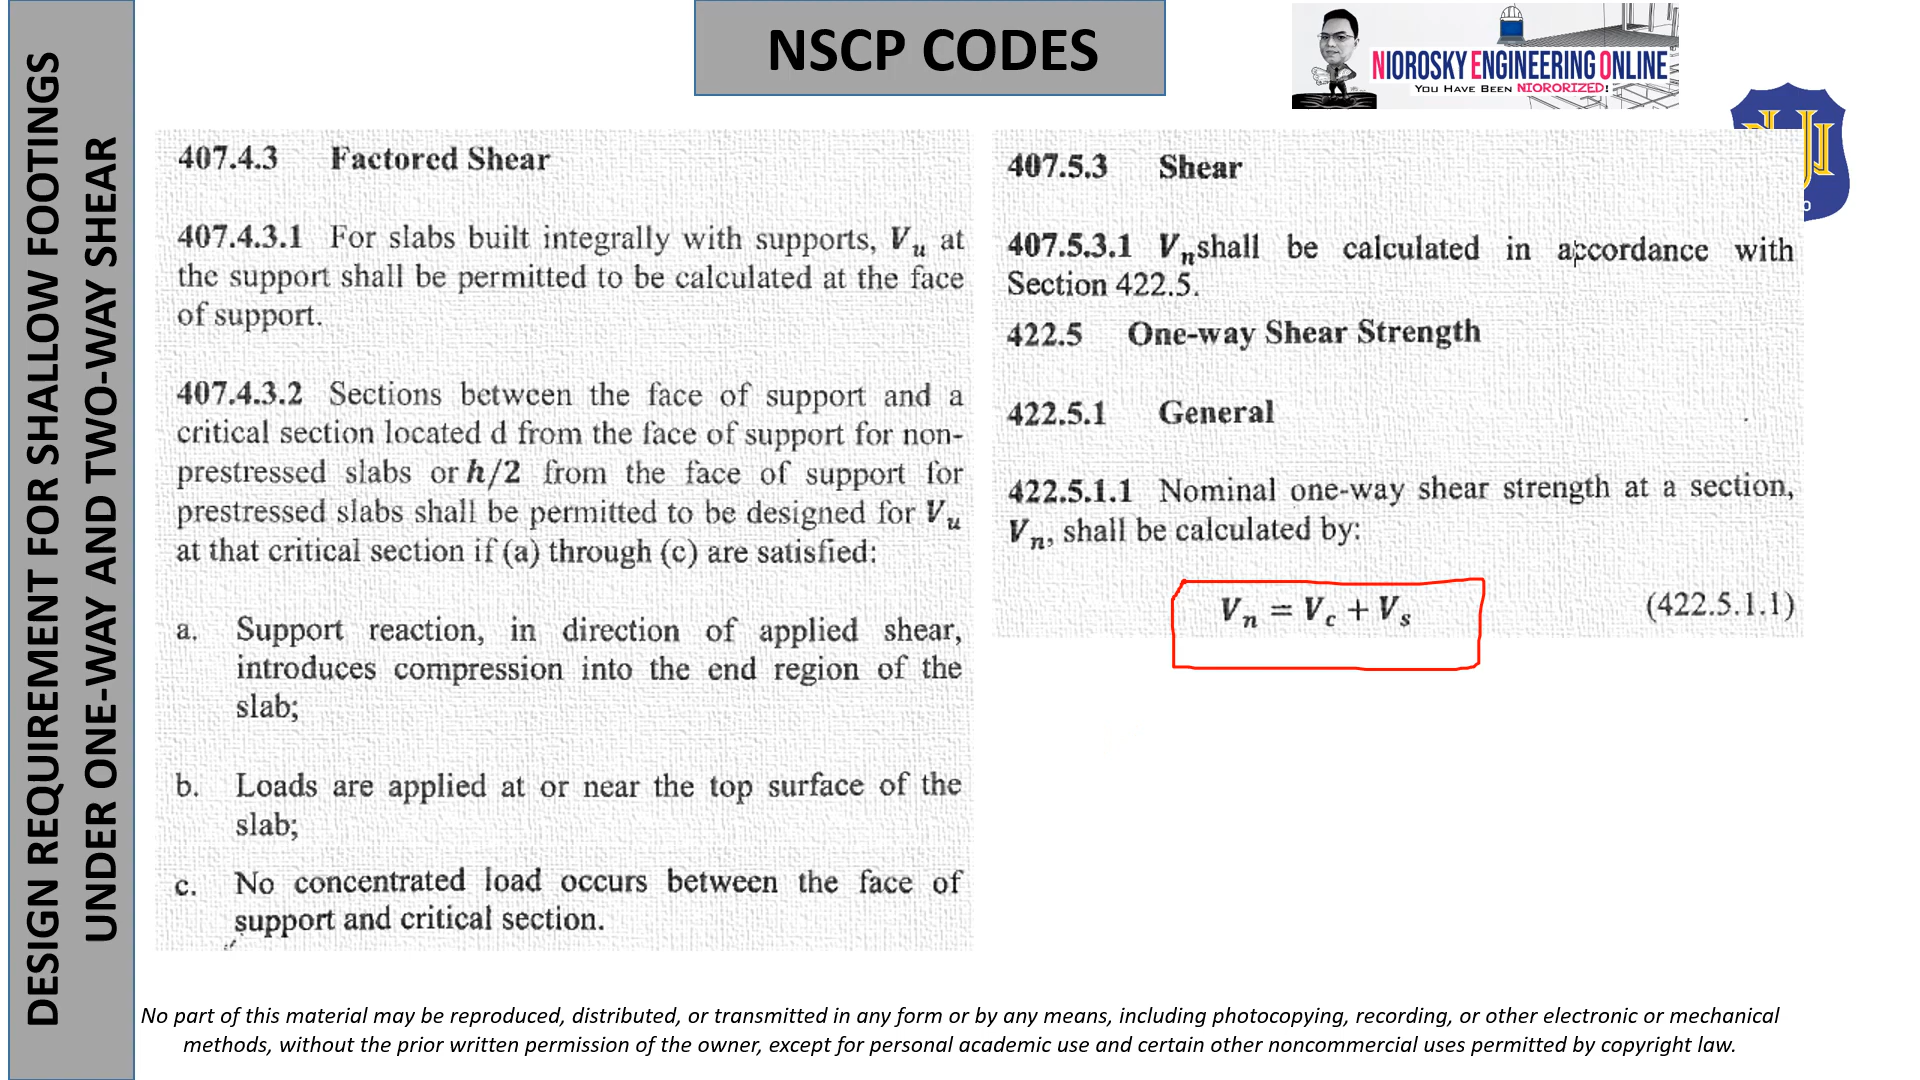 DESIGN REQUIREMENT FOR SHALLOW FOOTINGS
UNDER ONE-WAY AND TWO-WAY SHEAR
NSCP CODES
NIOROSKY ENGINEERING ONLINE
YOU HAVE BEEN NIORORIZED!
407.4.3 Factored Shear
407.4.3.1 For slabs built integrally with supports, Vu at
the support shall be permitted to be calculated at the face
of support.
407.4.3.2 Sections between the face of support and a
critical section located d from the face of support for non-
prestressed slabs or h/2 from the face of support for
prestressed slabs shall be permitted to be designed for Vu
at that critical section if (a) through (c) are satisfied:
a. Support reaction, in direction of applied shear,
introduces compression into the end region of the
slab;
b. Loads are applied at or near the top surface of the
slab;
c. No concentrated load occurs between the face of
support and critical section.
407.5.3 Shear
407.5.3.1 Vn shall be calculated in accordance with
Section 422.5.
422.5 One-way Shear Strength
422.5.1 General
422.5.1.1 Nominal one-way shear strength at a section,
Vn, shall be calculated by:
Vn = Vc + Vs (422.5.1.1)
No part of this material may be reproduced, distributed, or transmitted in any form or by any means, including photocopying, recording, or other electronic or mechanical
methods, without the prior written permission of the owner, except for personal academic use and certain other noncommercial uses permitted by copyright law.